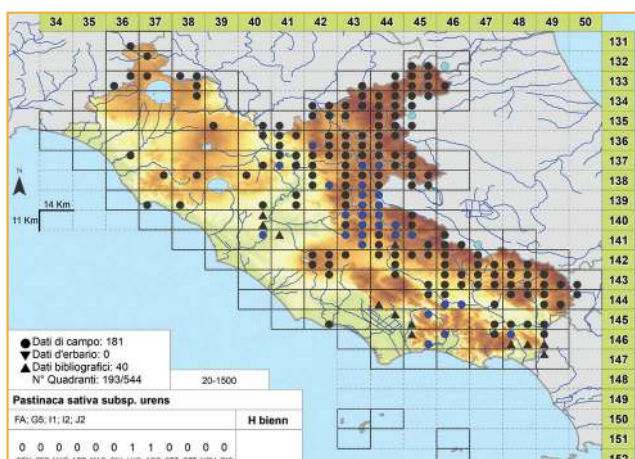 34 35 36 37 38 39 40 41 42 43 44 45 46 47 48 49 50
131
132
133
134
135
136
137
138
139
140
141
142
143
144
145
146
147
148
149
150
151
152
N
14 Km
11 Km
Dati di campo: 181
Dati d'erbario: 0
Dati bibliografici: 40
N° Quadranti: 193/544
20-1500
Pastinaca sativa subsp. urens
FA; G5; I1; I2; J2
H bienn
0 0 0 0 0 0 1 1 0 0 0 0